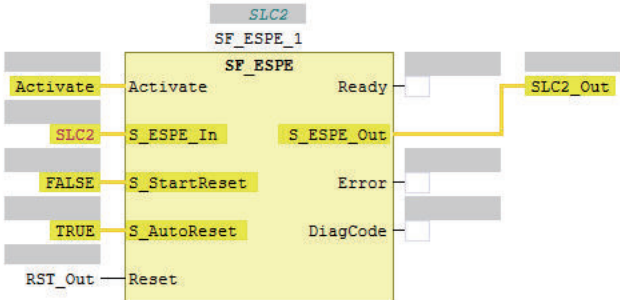 SLC2
SF_ESPE_1
SF_ESPE
Activate Activate Ready SLC2_Out
SLC2 S_ESPE_In S_ESPE_Out
FALSE S_StartReset Error
TRUE S_AutoReset DiagCode
RST_Out Reset